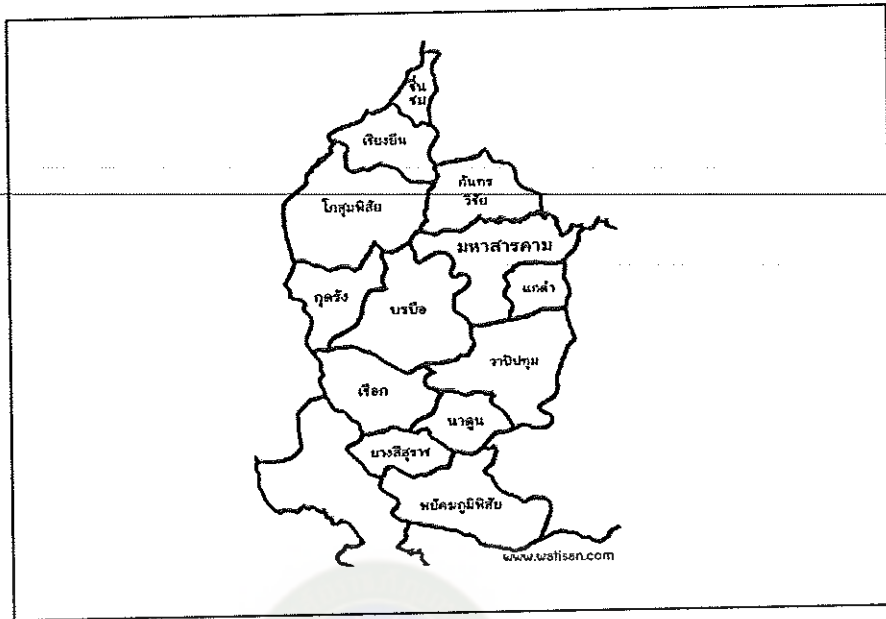 ชื่น
ชม
เชียงยืน
กันทร
วิชัย
โกสุมพิสัย
มหาสารคาม
แกดำ
กุดรัง
บรบือ
วาปีปทุม
เชือก
นาดูน
ยางสีสุราช
พยัคฆภูมิพิสัย
www.watisan.com